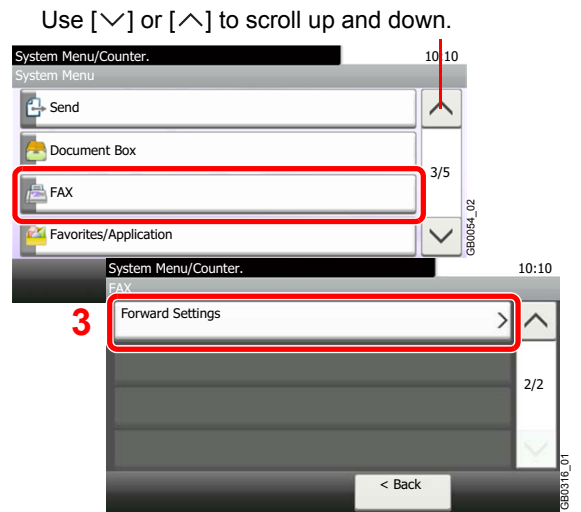 Use [∨] or [∧] to scroll up and down.
System Menu/Counter. 10:10
System Menu
Send
Document Box
3/5
FAX
Favorites/Application
GB0054_02
System Menu/Counter. 10:10
FAX
3
Forward Settings >
2/2
< Back
GB0316_01